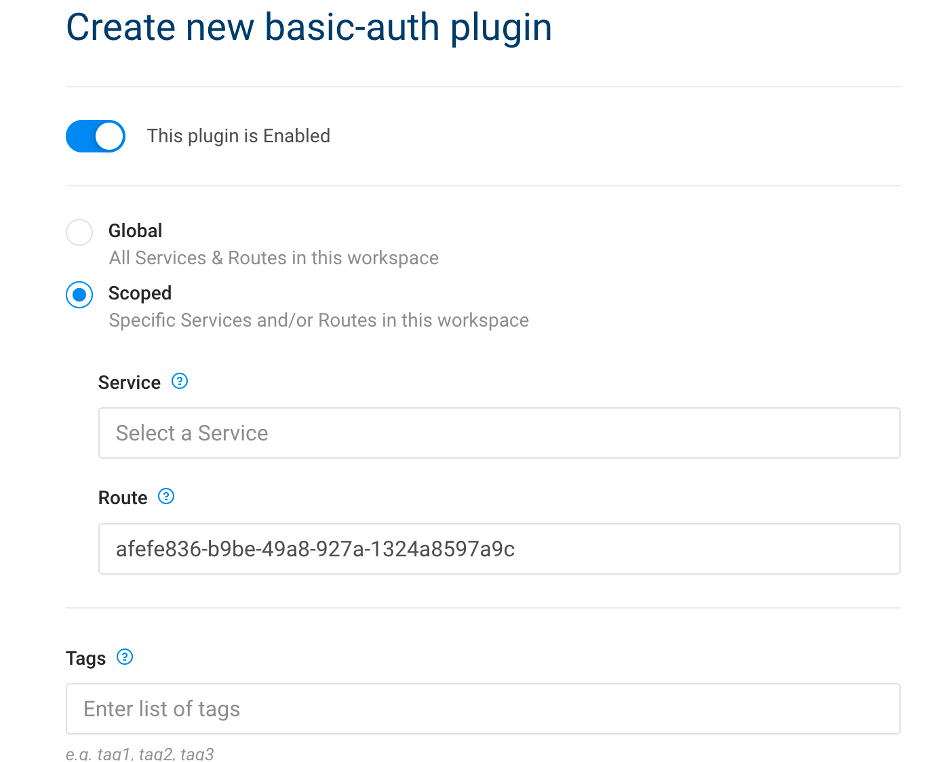 Create new basic-auth plugin
This plugin is Enabled
Global
All Services & Routes in this workspace
Scoped
Specific Services and/or Routes in this workspace
Service ?
Select a Service
Route ?
afefe836-b9be-49a8-927a-1324a8597a9c
Tags ?
Enter list of tags
e.g. tag1, tag2, tag3